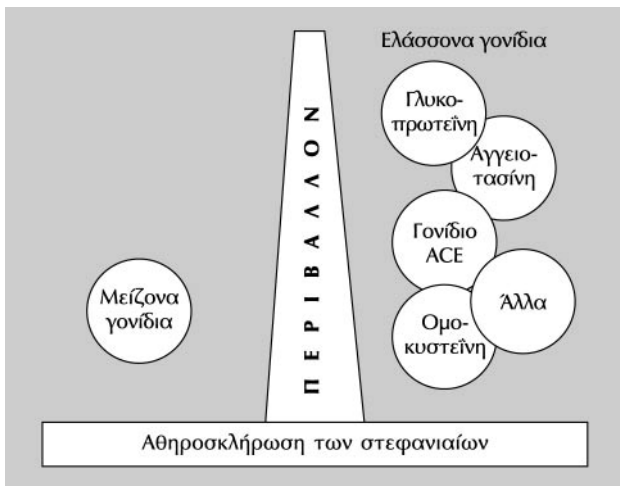 Ελάσσονα γονίδια
Γλυκο-
πρωτεΐνη
Αγγειο-
τασίνη
Γονίδιο
ACE
Άλλα
Ομο-
κυστεΐνη
Μείζονα
γονίδια
ΠΕΡΙΒΑΛΛΟΝ
Αθηροσκλήρωση των στεφανιαίων